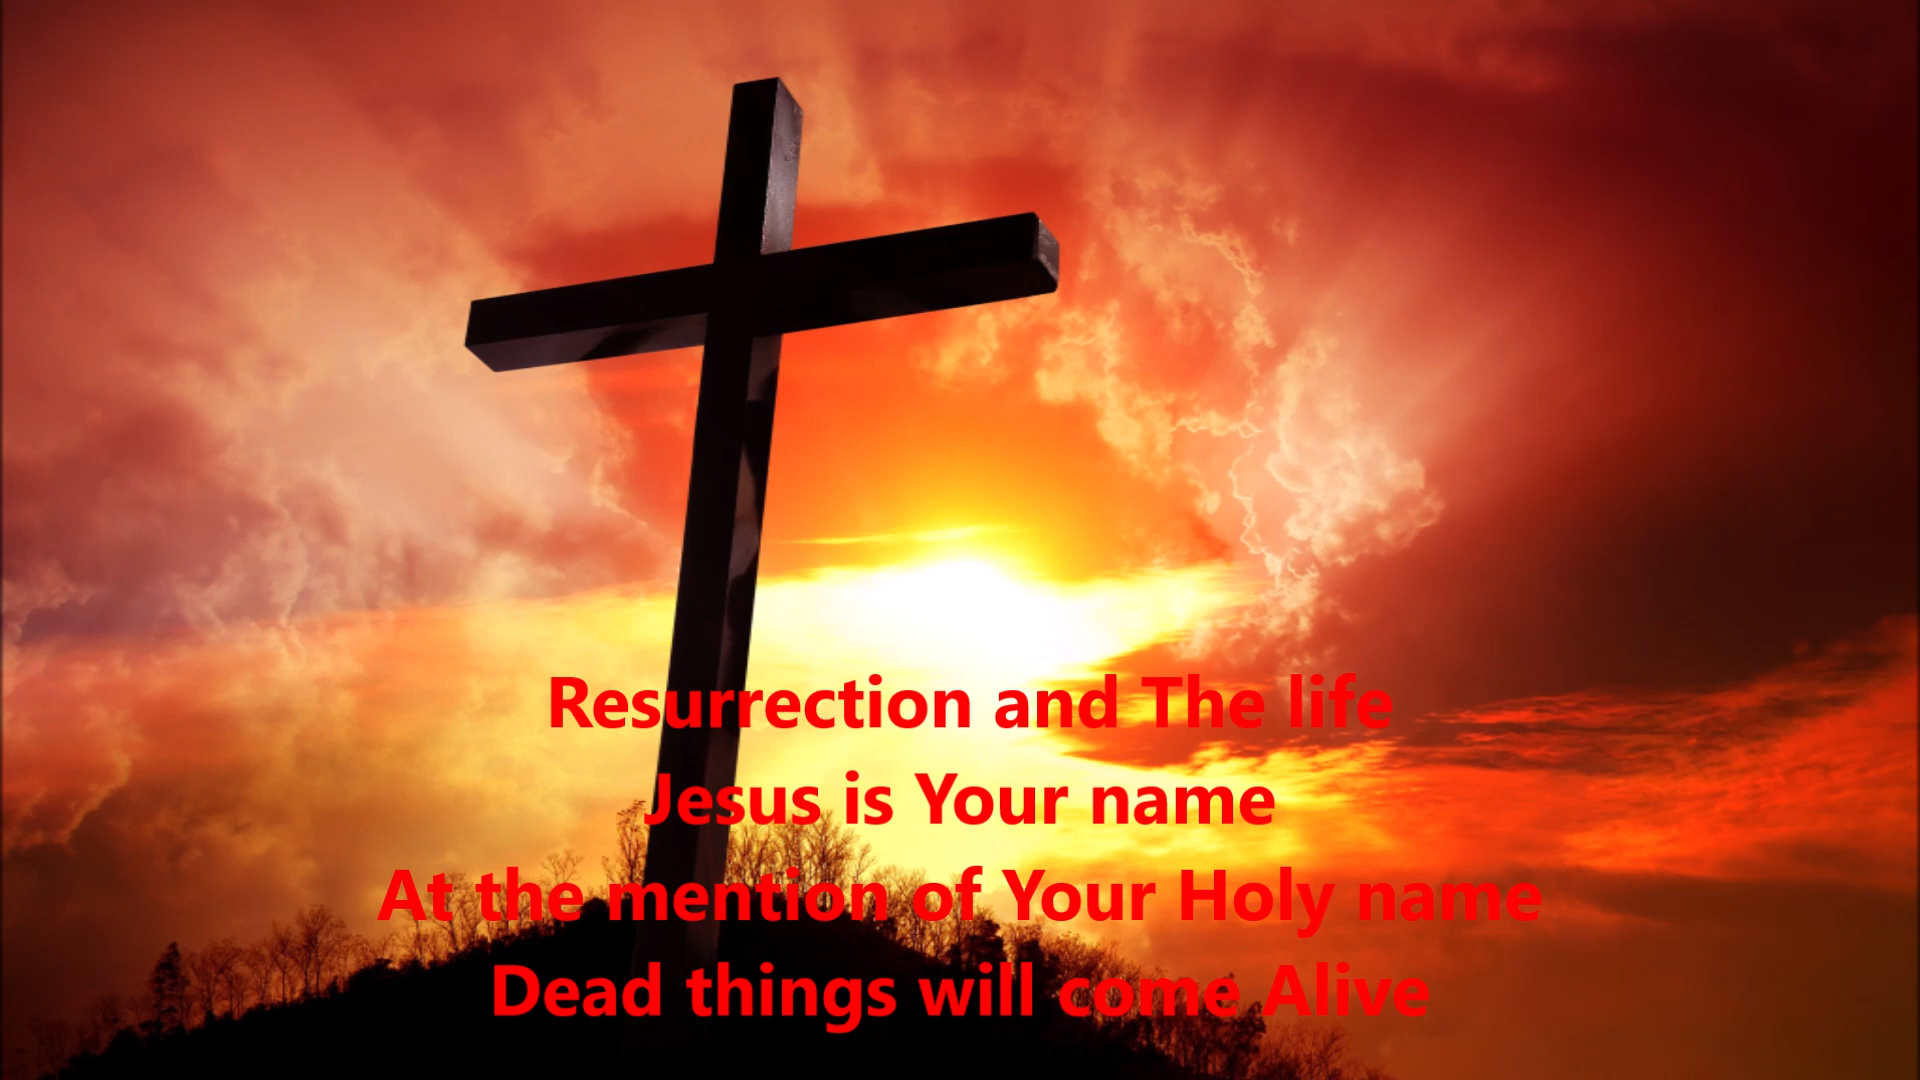 Resurrection and The life
Jesus is Your name
At the mention of Your Holy name
Dead things will come Alive